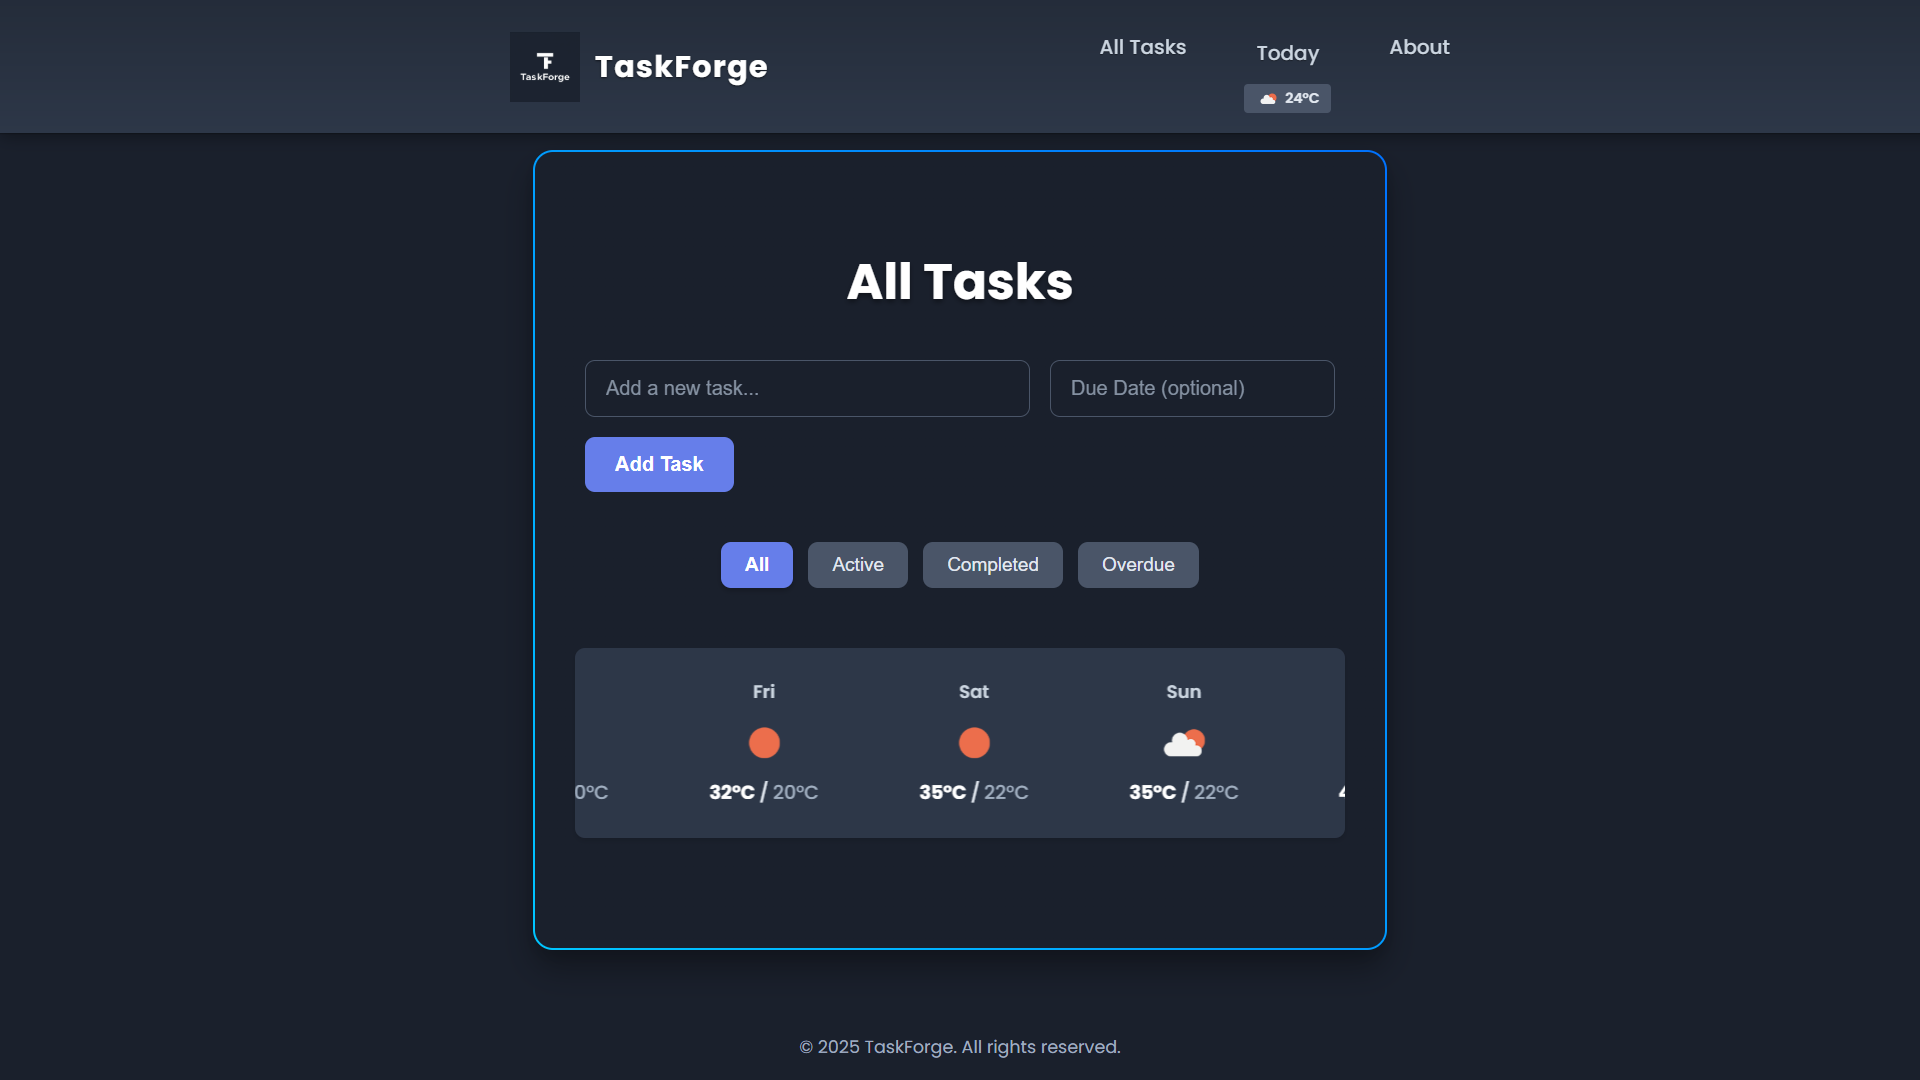 TaskForge
TaskForge
All Tasks
Today
About
24°C
All Tasks
Add a new task...
Due Date (optional)
Add Task
All
Active
Completed
Overdue
Fri
Sat
Sun
0°C
32°C / 20°C
35°C / 22°C
35°C / 22°C
© 2025 TaskForge. All rights reserved.